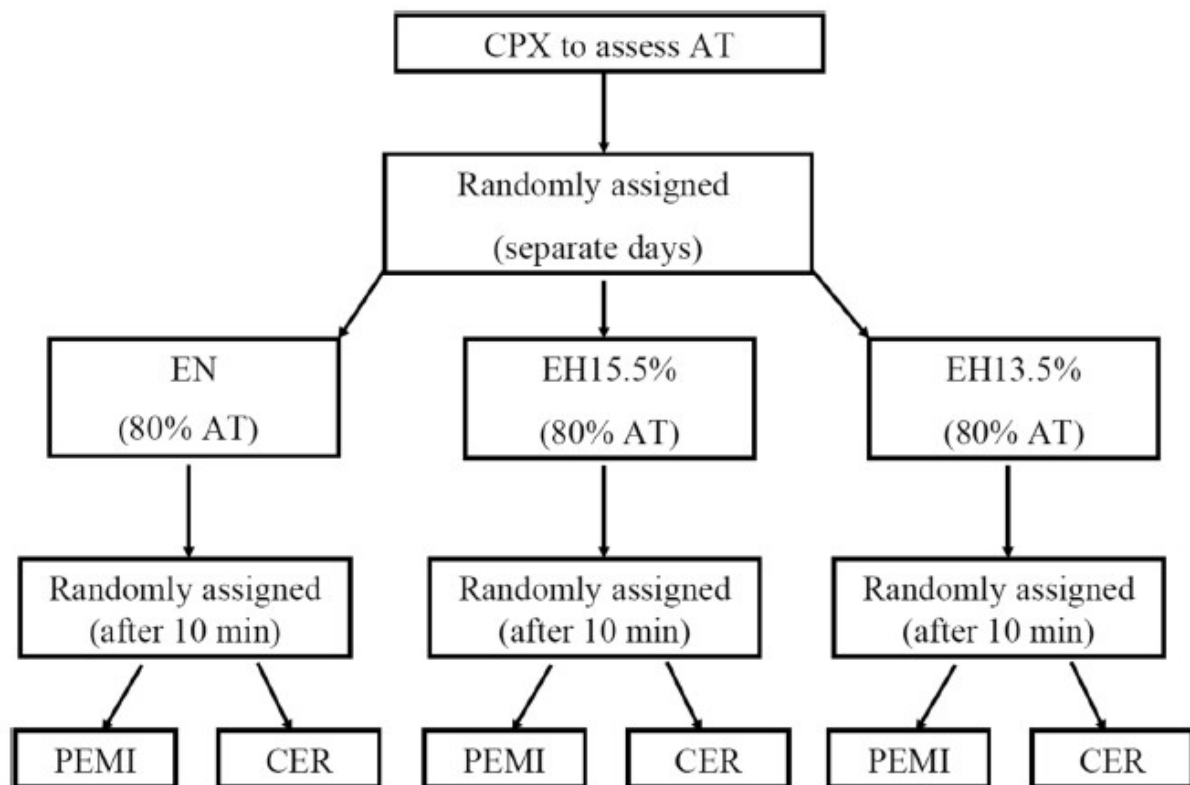 CPX to assess AT
Randomly assigned
(separate days)
EN
(80% AT)
EH15.5%
(80% AT)
EH13.5%
(80% AT)
Randomly assigned
(after 10 min)
Randomly assigned
(after 10 min)
Randomly assigned
(after 10 min)
PEMI
CER
PEMI
CER
PEMI
CER